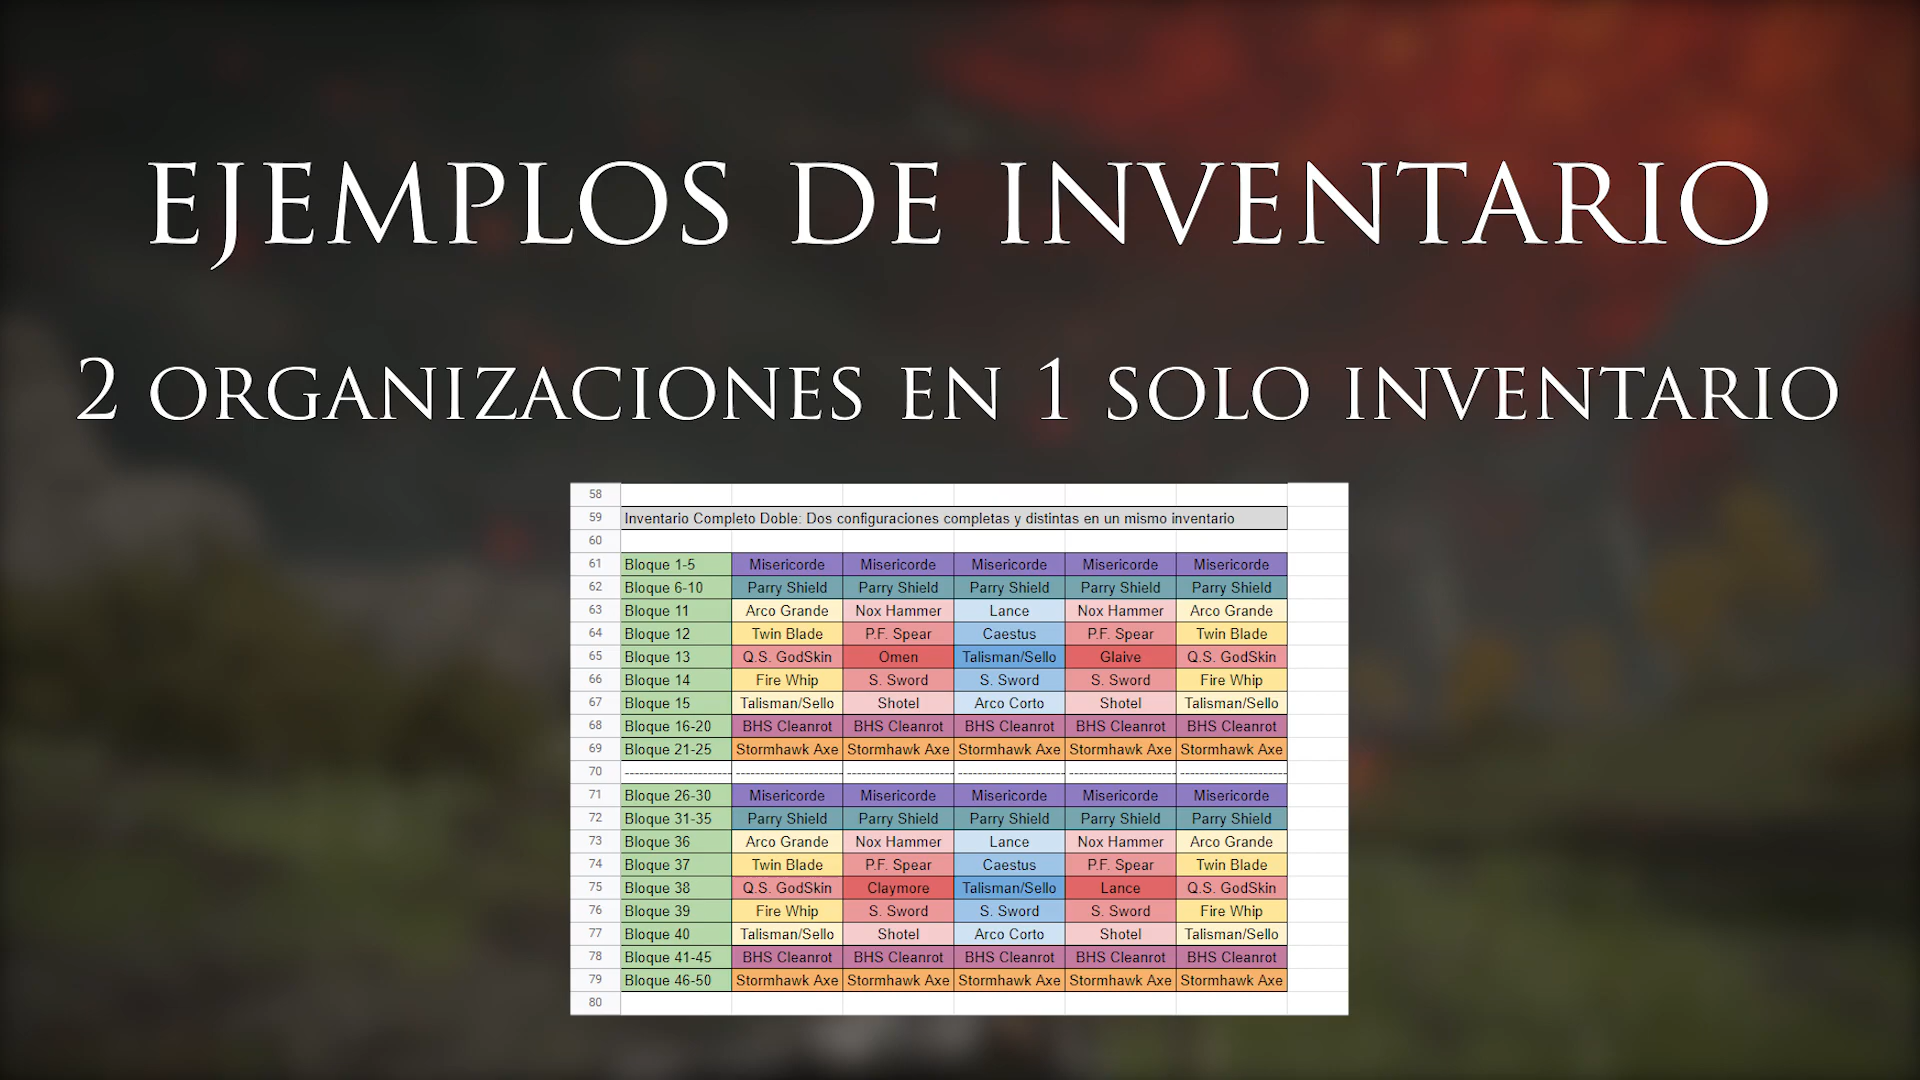 EJEMPLOS DE INVENTARIO
2 ORGANIZACIONES EN 1 SOLO INVENTARIO
58
59 Inventario Completo Doble: Dos configuraciones completas y distintas en un mismo inventario
60
61 Bloque 1-5 Misericorde Misericorde Misericorde Misericorde Misericorde
62 Bloque 6-10 Parry Shield Parry Shield Parry Shield Parry Shield Parry Shield
63 Bloque 11 Arco Grande Nox Hammer Lance Nox Hammer Arco Grande
64 Bloque 12 Twin Blade P.F. Spear Caestus P.F. Spear Twin Blade
65 Bloque 13 Q.S. GodSkin Omen Talisman/Sello Glaive Q.S. GodSkin
66 Bloque 14 Fire Whip S. Sword S. Sword S. Sword Fire Whip
67 Bloque 15 Talisman/Sello Shotel Arco Corto Shotel Talisman/Sello
68 Bloque 16-20 BHS Cleanrot BHS Cleanrot BHS Cleanrot BHS Cleanrot BHS Cleanrot
69 Bloque 21-25 Stormhawk Axe Stormhawk Axe Stormhawk Axe Stormhawk Axe Stormhawk Axe
70
71 Bloque 26-30 Misericorde Misericorde Misericorde Misericorde Misericorde
72 Bloque 31-35 Parry Shield Parry Shield Parry Shield Parry Shield Parry Shield
73 Bloque 36 Arco Grande Nox Hammer Lance Nox Hammer Arco Grande
74 Bloque 37 Twin Blade P.F. Spear Caestus P.F. Spear Twin Blade
75 Bloque 38 Q.S. GodSkin Claymore Talisman/Sello Lance Q.S. GodSkin
76 Bloque 39 Fire Whip S. Sword S. Sword S. Sword Fire Whip
77 Bloque 40 Talisman/Sello Shotel Arco Corto Shotel Talisman/Sello
78 Bloque 41-45 BHS Cleanrot BHS Cleanrot BHS Cleanrot BHS Cleanrot BHS Cleanrot
79 Bloque 46-50 Stormhawk Axe Stormhawk Axe Stormhawk Axe Stormhawk Axe Stormhawk Axe
80